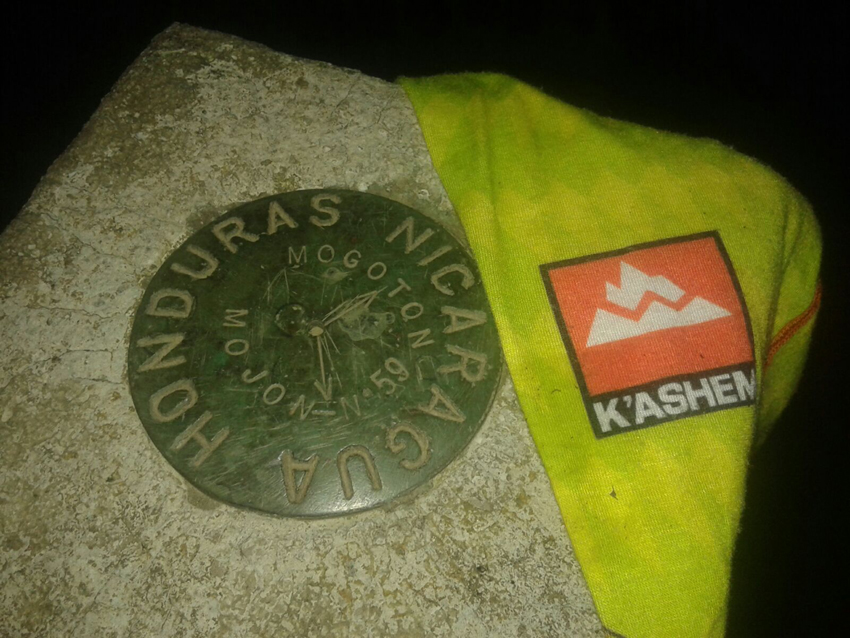 HONDURAS
NICARAGUA
MOGOTON
MOJON-N°.59
K'ASHEM